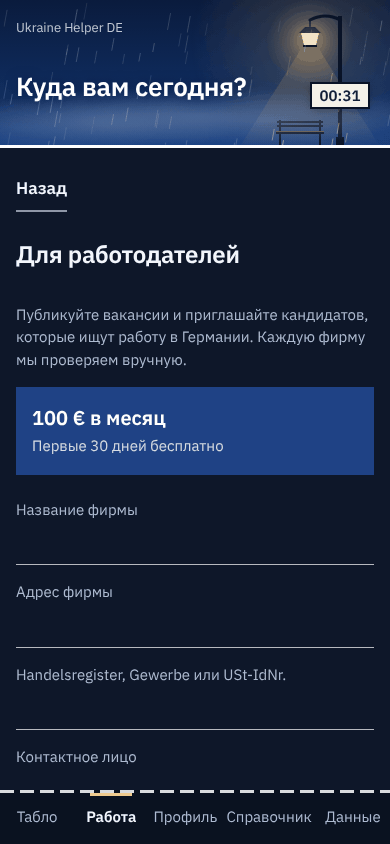 Ukraine Helper DE
Куда вам сегодня?
00:31
Назад
Для работодателей
Публикуйте вакансии и приглашайте кандидатов,
которые ищут работу в Германии. Каждую фирму
мы проверяем вручную.
100 € в месяц
Первые 30 дней бесплатно
Название фирмы
Адрес фирмы
Handelsregister, Gewerbe или USt-IdNr.
Контактное лицо
Табло Работа Профиль Справочник Данные